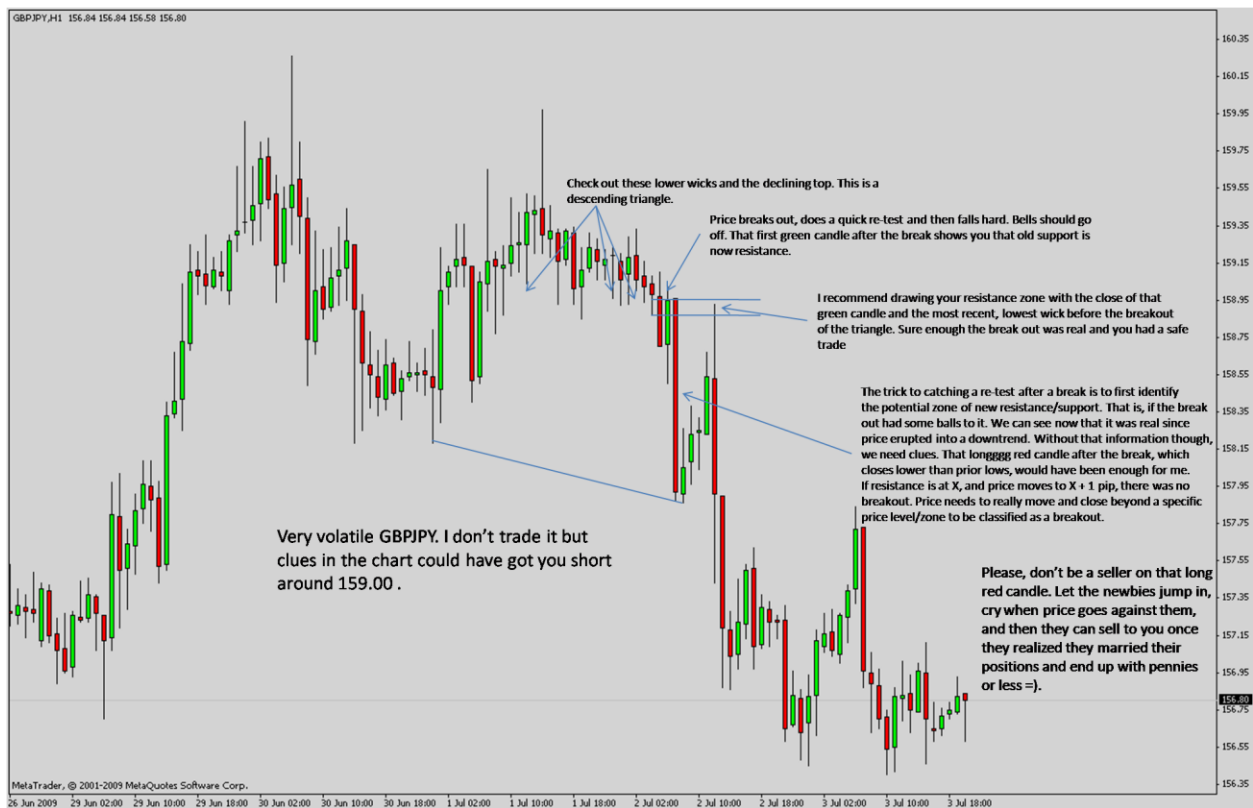 GBPJPY,H1 156.84 156.84 156.58 156.80
160.35
160.15
159.95
159.75
159.55
159.35
159.15
158.95
158.75
158.55
158.35
158.15
157.95
157.75
157.55
157.35
157.15
156.95
156.80
156.75
156.55
156.35
Check out these lower wicks and the declining top. This is a
descending triangle.
Price breaks out, does a quick re-test and then falls hard. Bells should go
off. That first green candle after the break shows you that old support is
now resistance.
I recommend drawing your resistance zone with the close of that
green candle and the most recent, lowest wick before the breakout
of the triangle. Sure enough the break out was real and you had a safe
trade
The trick to catching a re-test after a break is to first identify
the potential zone of new resistance/support. That is, if the break
out had some balls to it. We can see now that it was real since
price erupted into a downtrend. Without that information though,
we need clues. That longggg red candle after the break, which
closes lower than prior lows, would have been enough for me.
If resistance is at X, and price moves to X + 1 pip, there was no
breakout. Price needs to really move and close beyond a specific
price level/zone to be classified as a breakout.
Very volatile GBPJPY. I don't trade it but
clues in the chart could have got you short
around 159.00 .
Please, don't be a seller on that long
red candle. Let the newbies jump in,
cry when price goes against them,
and then they can sell to you once
they realized they married their
positions and end up with pennies
or less =).
MetaTrader, © 2001-2009 MetaQuotes Software Corp.
26 Jun 2009 29 Jun 02:00 29 Jun 10:00 29 Jun 18:00 30 Jun 02:00 30 Jun 10:00 30 Jun 18:00 1 Jul 02:00 1 Jul 10:00 1 Jul 18:00 2 Jul 02:00 2 Jul 10:00 2 Jul 18:00 3 Jul 02:00 3 Jul 10:00 3 Jul 18:00